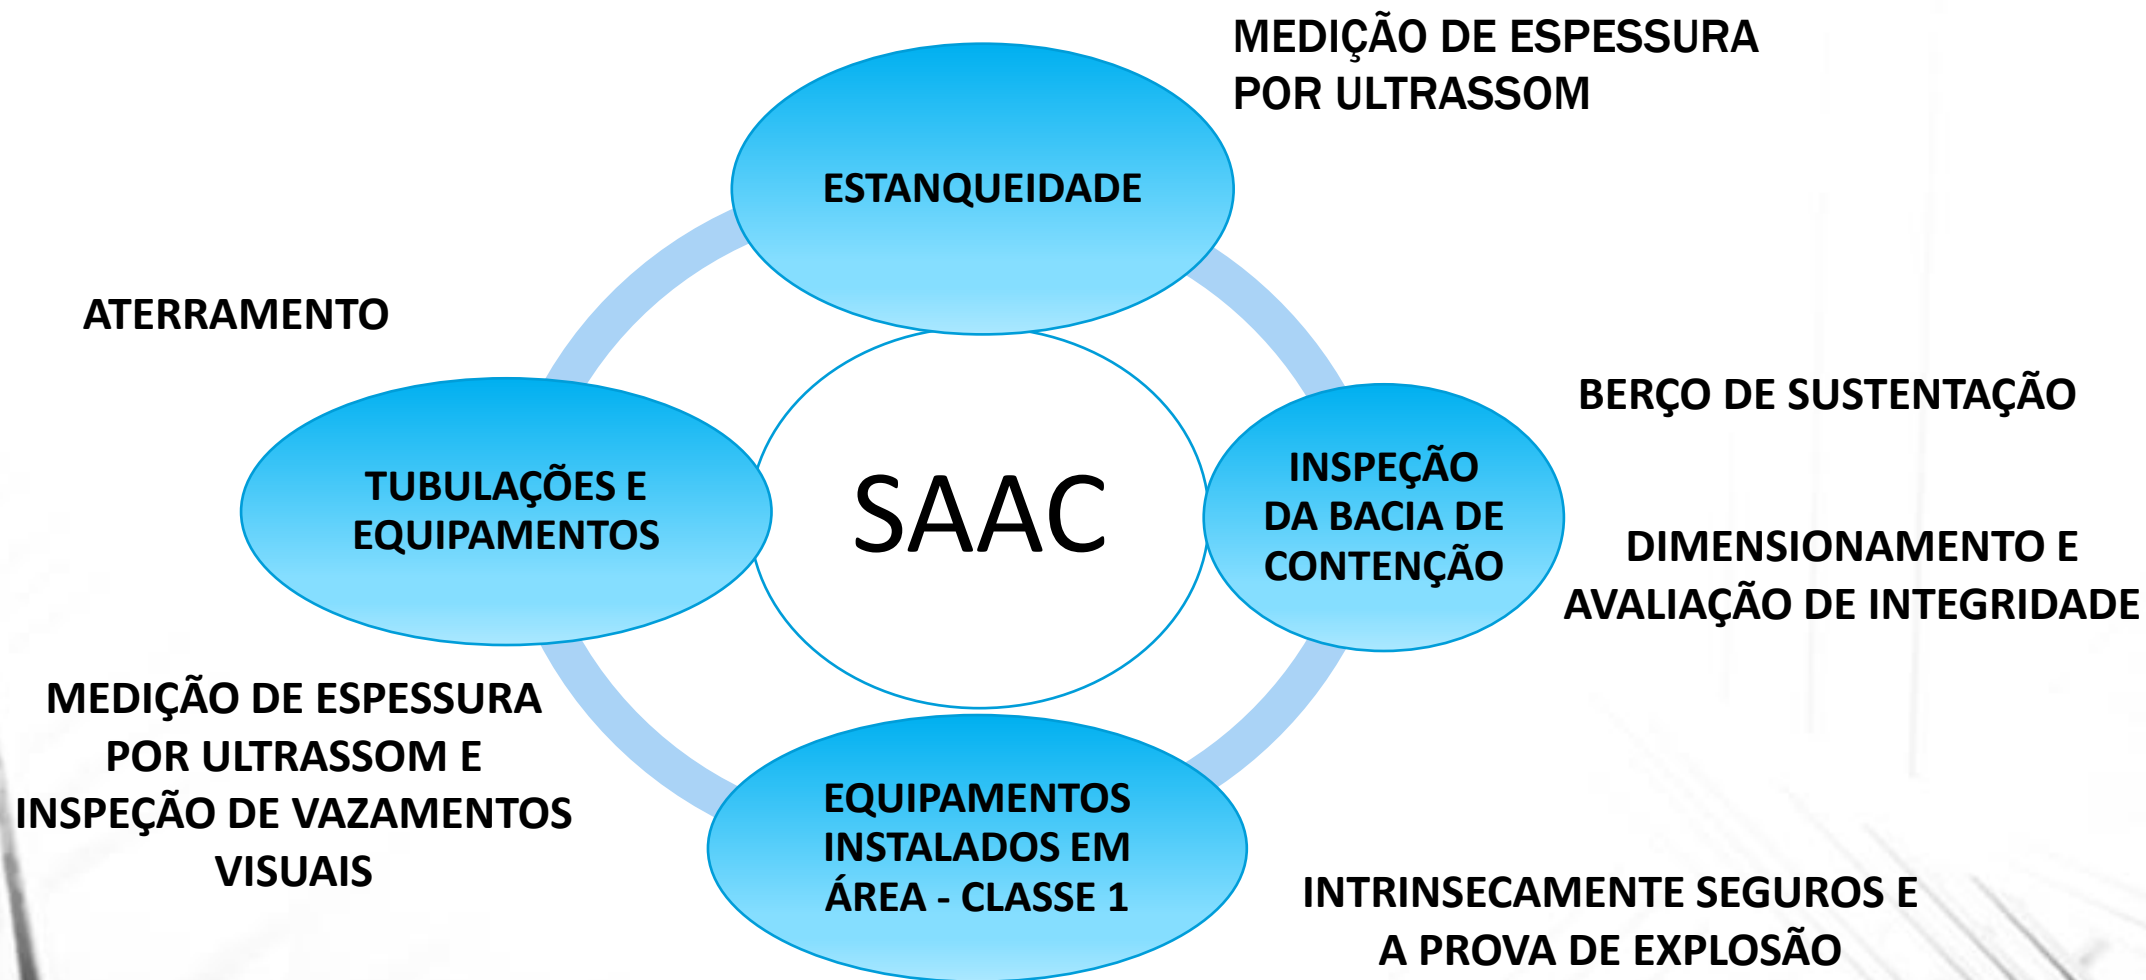 MEDIÇÃO DE ESPESSURA
POR ULTRASSOM
ESTANQUEIDADE
ATERRAMENTO
BERÇO DE SUSTENTAÇÃO
TUBULAÇÕES E
EQUIPAMENTOS
SAAC
INSPEÇÃO
DA BACIA DE
CONTENÇÃO
DIMENSIONAMENTO E
AVALIAÇÃO DE INTEGRIDADE
MEDIÇÃO DE ESPESSURA
POR ULTRASSOM E
INSPEÇÃO DE VAZAMENTOS
VISUAIS
EQUIPAMENTOS
INSTALADOS EM
ÁREA - CLASSE 1
INTRINSECAMENTE SEGUROS E
A PROVA DE EXPLOSÃO